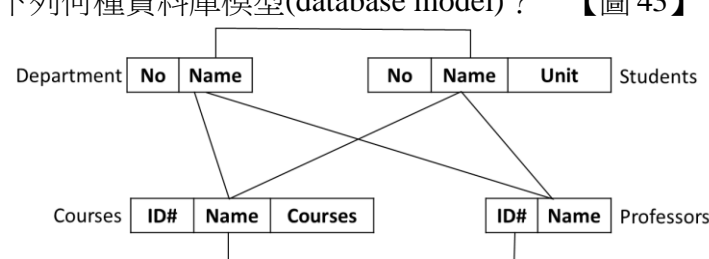 下列何種資料庫模型(database model)？ 【圖 43】
Department No Name No Name Unit Students
Courses ID# Name Courses ID# Name Professors